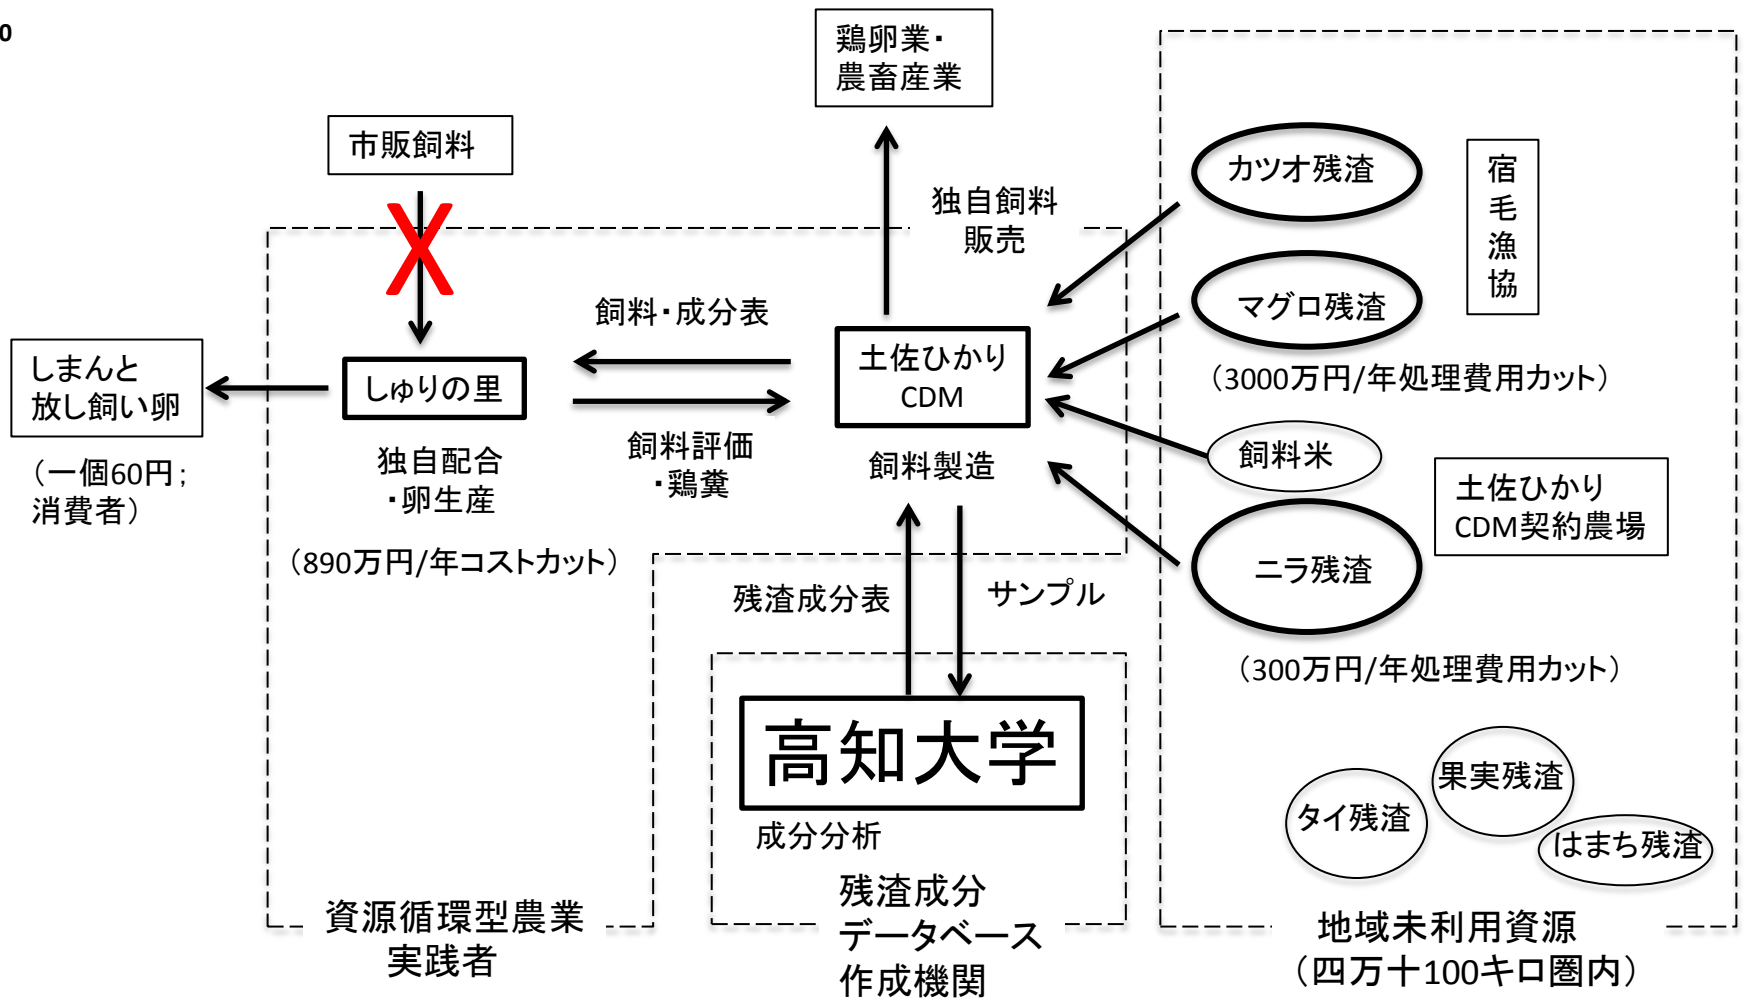 0
鶏卵業・
農畜産業
市販飼料
X
独自飼料
販売
カツオ残渣
宿
毛
漁
協
マグロ残渣
（3000万円/年処理費用カット）
飼料・成分表
しまんと
放し飼い卵
（一個60円；
消費者）
しゅりの里
独自配合
・卵生産
（890万円/年コストカット）
飼料評価
・鶏糞
土佐ひかり
CDM
飼料製造
飼料米
土佐ひかり
CDM契約農場
ニラ残渣
（300万円/年処理費用カット）
残渣成分表
サンプル
高知大学
成分分析
残渣成分
データベース
作成機関
資源循環型農業
実践者
タイ残渣
果実残渣
はまち残渣
地域未利用資源
（四万十100キロ圏内）